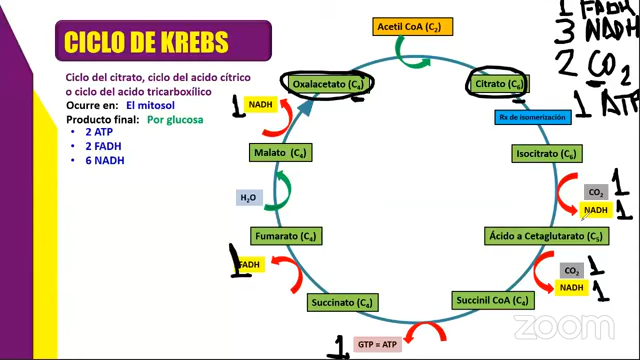 CICLO DE KREBS
Ciclo del citrato, ciclo del acido cítrico
o ciclo del acido tricarboxílico
Ocurre en: El mitosol
Producto final: Por glucosa
• 2 ATP
• 2 FADH
• 6 NADH
Acetil CoA (C2)
1 FADH
3 NADH
2 CO2
1 ATP
Oxalacetato (C4)
Citrato (C6)
1 NADH
Rx de isomerización
Malato (C4)
Isocitrato (C6)
CO2 1
NADH 1
H2O
Fumarato (C4)
Ácido a Cetaglutarato (C5)
1 FADH
CO2 1
NADH 1
Succinato (C4)
Succinil CoA (C4)
1 GTP = ATP
zoom